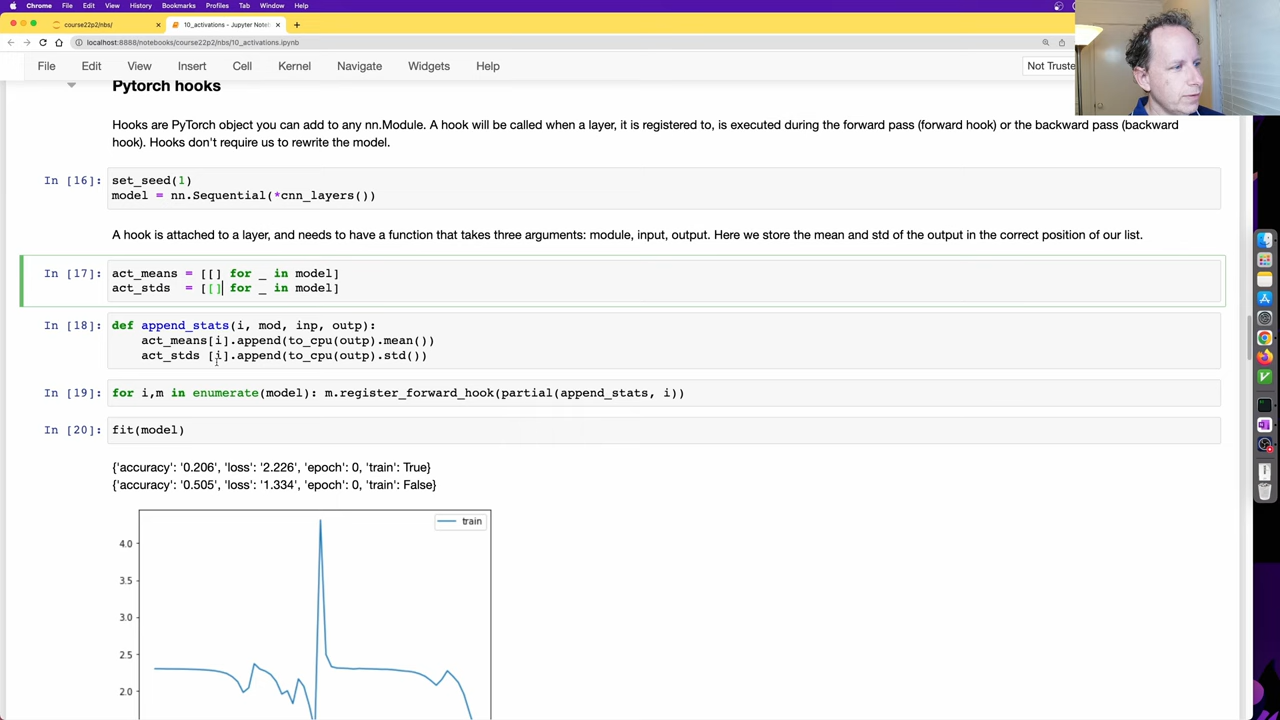 Chrome File Edit View History Bookmarks Profiles Tab Window Help
course22p2/nbs/
10_activations - Jupyter Note
localhost:8888/notebooks/course22p2/nbs/10_activations.ipynb
File Edit View Insert Cell Kernel Navigate Widgets Help
Not Truste
Pytorch hooks
Hooks are PyTorch object you can add to any nn.Module. A hook will be called when a layer, it is registered to, is executed during the forward pass (forward hook) or the backward pass (backward
hook). Hooks don't require us to rewrite the model.
In [16]: set_seed(1)
model = nn.Sequential(*cnn_layers())
A hook is attached to a layer, and needs to have a function that takes three arguments: module, input, output. Here we store the mean and std of the output in the correct position of our list.
In [17]: act_means = [[] for _ in model]
act_stds  = [[] for _ in model]
In [18]: def append_stats(i, mod, inp, outp):
    act_means[i].append(to_cpu(outp).mean())
    act_stds [i].append(to_cpu(outp).std())
In [19]: for i,m in enumerate(model): m.register_forward_hook(partial(append_stats, i))
In [20]: fit(model)
{'accuracy': '0.206', 'loss': '2.226', 'epoch': 0, 'train': True}
{'accuracy': '0.505', 'loss': '1.334', 'epoch': 0, 'train': False}
train
4.0
3.5
3.0
2.5
2.0